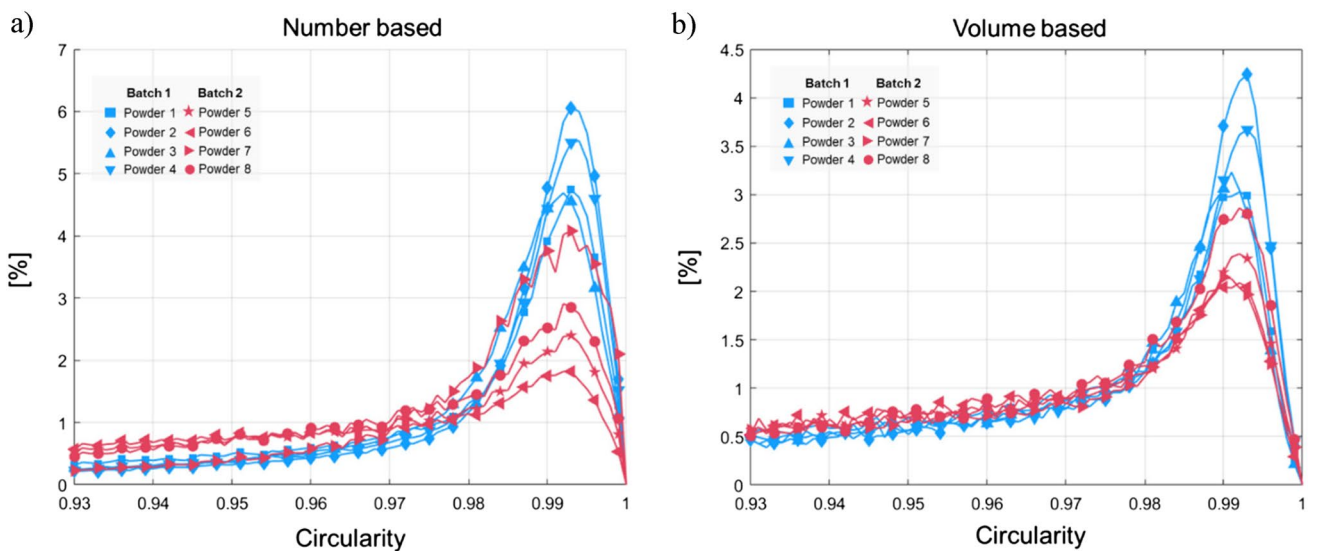 a)
Number based
[%]
7
6
5
4
3
2
1
0
Batch 1 Batch 2
Powder 1 Powder 5
Powder 2 Powder 6
Powder 3 Powder 7
Powder 4 Powder 8
0.93 0.94 0.95 0.96 0.97 0.98 0.99 1
Circularity
b)
Volume based
[%]
4.5
4
3.5
3
2.5
2
1.5
1
0.5
0
Batch 1 Batch 2
Powder 1 Powder 5
Powder 2 Powder 6
Powder 3 Powder 7
Powder 4 Powder 8
0.93 0.94 0.95 0.96 0.97 0.98 0.99 1
Circularity